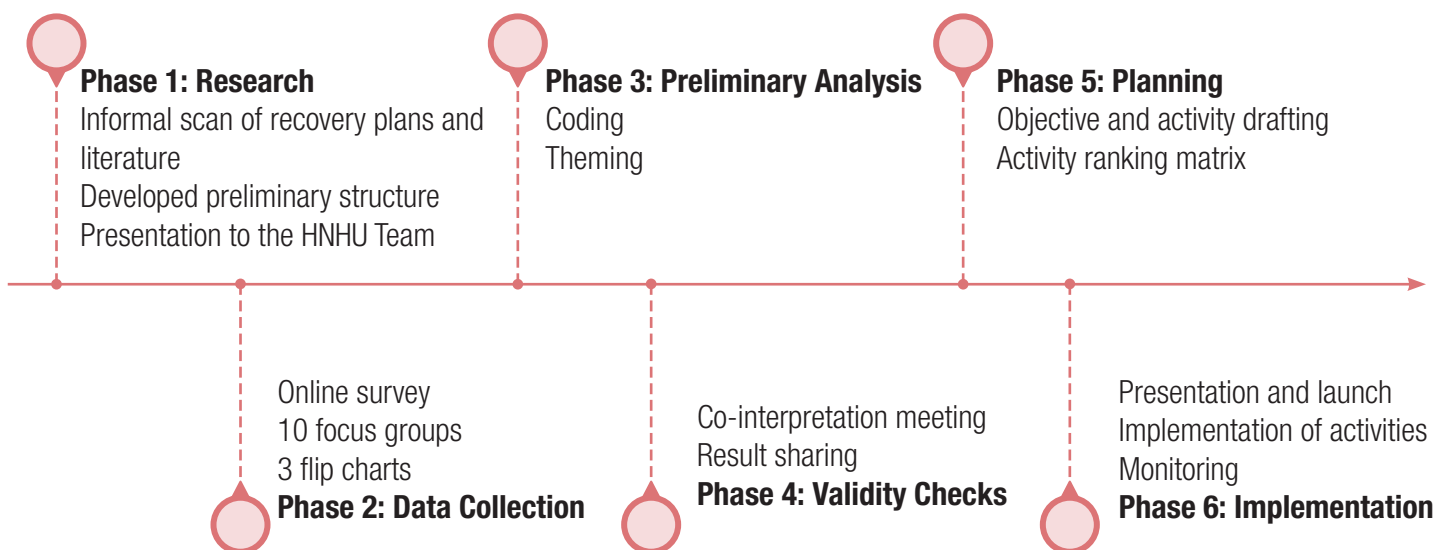 Phase 1: Research
Informal scan of recovery plans and
literature
Developed preliminary structure
Presentation to the HNHU Team
Online survey
10 focus groups
3 flip charts
Phase 2: Data Collection
Phase 3: Preliminary Analysis
Coding
Theming
Co-interpretation meeting
Result sharing
Phase 4: Validity Checks
Phase 5: Planning
Objective and activity drafting
Activity ranking matrix
Presentation and launch
Implementation of activities
Monitoring
Phase 6: Implementation